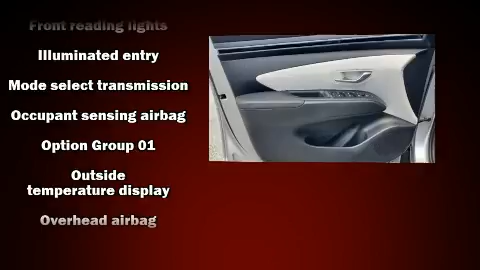 Front reading lights
Illuminated entry
Mode select transmission
Occupant sensing airbag
Option Group 01
Outside
temperature display
Overhead airbag